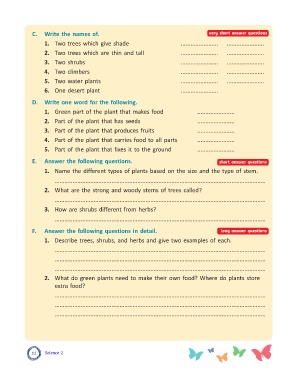 C. Write the names of. very short answer questions
1. Two trees which give shade ........................ ........................
2. Two trees which are thin and tall ........................ ........................
3. Two shrubs ........................ ........................
4. Two climbers ........................ ........................
5. Two water plants ........................ ........................
6. One desert plant ........................
D. Write one word for the following.
1. Green part of the plant that makes food ........................
2. Part of the plant that has seeds ........................
3. Part of the plant that produces fruits ........................
4. Part of the plant that carries food to all parts ........................
5. Part of the plant that fixes it to the ground ........................
E. Answer the following questions. short answer questions
1. Name the different types of plants based on the size and the type of stem.
2. What are the strong and woody stems of trees called?
3. How are shrubs different from herbs?
F. Answer the following questions in detail. long answer questions
1. Describe trees, shrubs, and herbs and give two examples of each.
2. What do green plants need to make their own food? Where do plants store
extra food?
Science 2